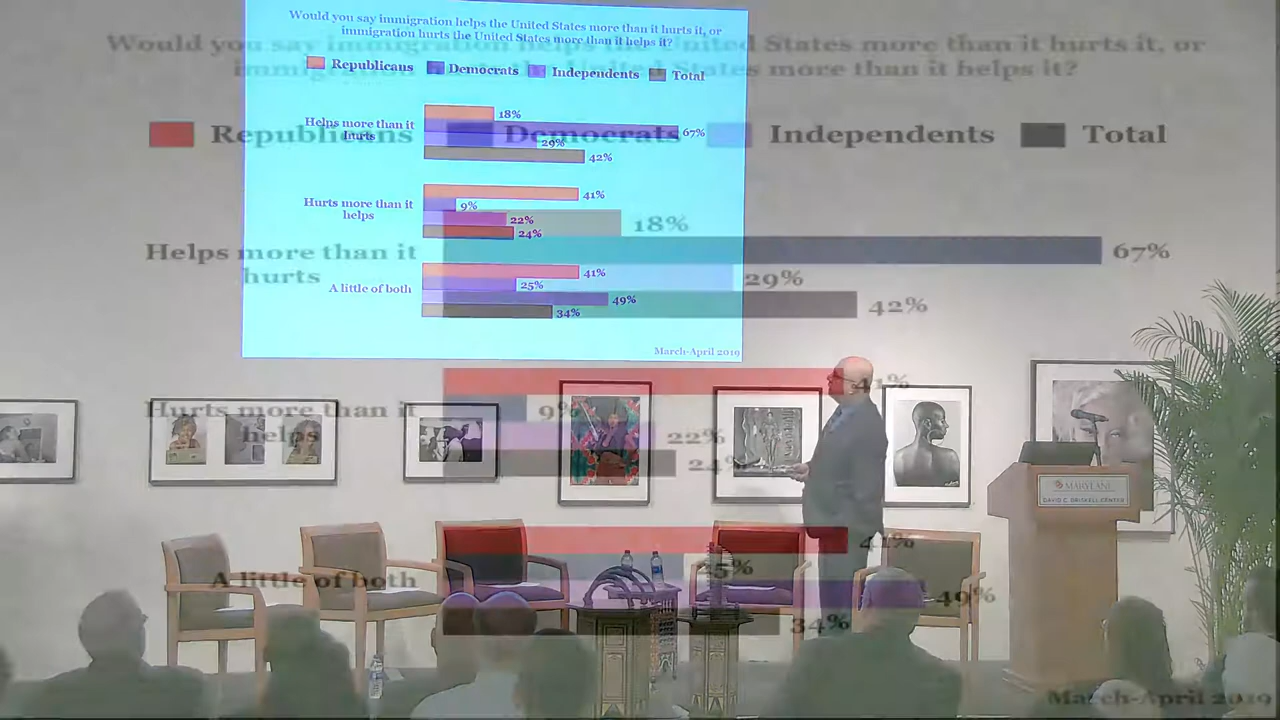 Would you say immigration helps the United States more than it hurts it, or
immigration hurts the United States more than it helps it?
Republicans Democrats Independents Total
Helps more than it
hurts
18%
67%
29%
42%
Hurts more than it
helps
41%
9%
22%
24%
A little of both
41%
25%
49%
34%
March-April 2019
Would you say immigration United States more than it hurts it, or
immigration States more than it helps it?
Republicans Democrats Independents Total
Helps more than it
hurts
18%
67%
29%
42%
Hurts more than it
helps
41%
9%
22%
24%
A little of both
41%
25%
49%
34%
March-April 2019
MARYLAND
DAVID C. DRISKELL CENTER